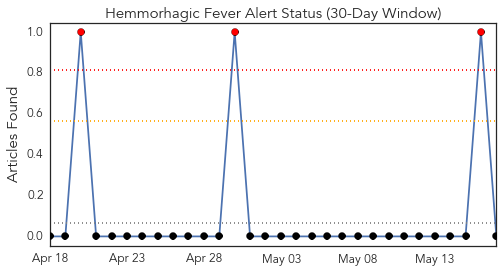 Hemmorhagic Fever Alert Status (30-Day Window)
Articles Found
1.0
0.8
0.6
0.4
0.2
0.0
Apr 18
Apr 23
Apr 28
May 03
May 08
May 13